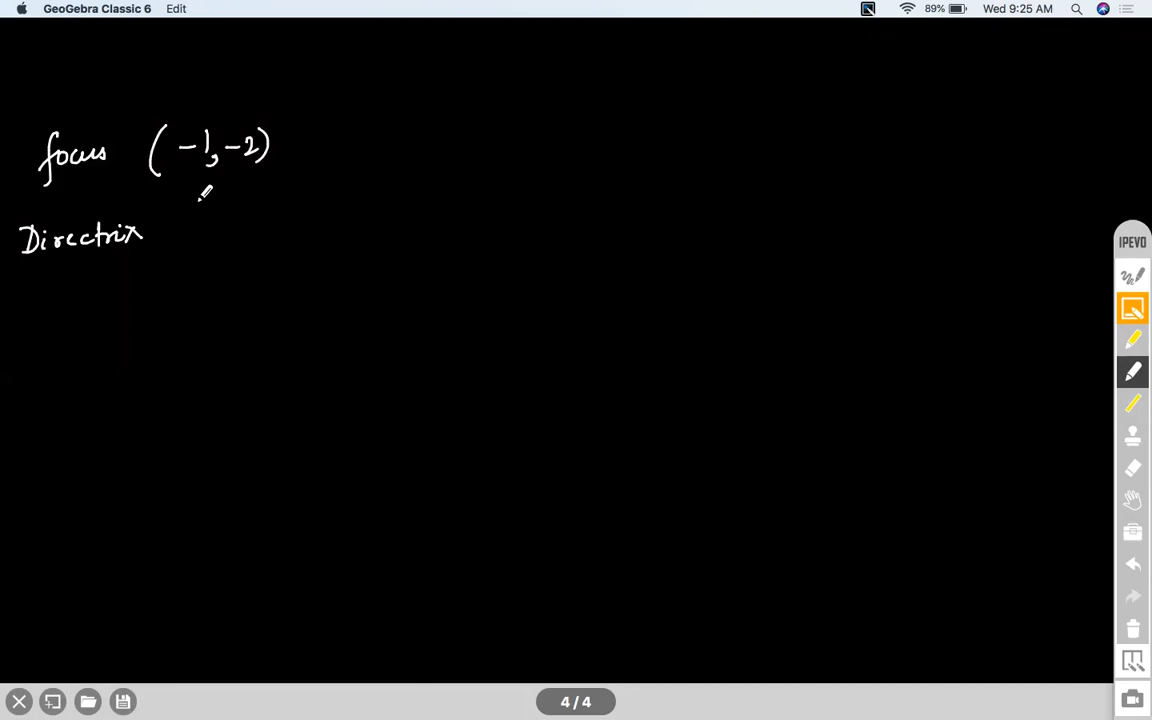 GeoGebra Classic 6 Edit 89% Wed 9:25 AM
focus (-1, -2)
Directrix
IPEVO
4 / 4